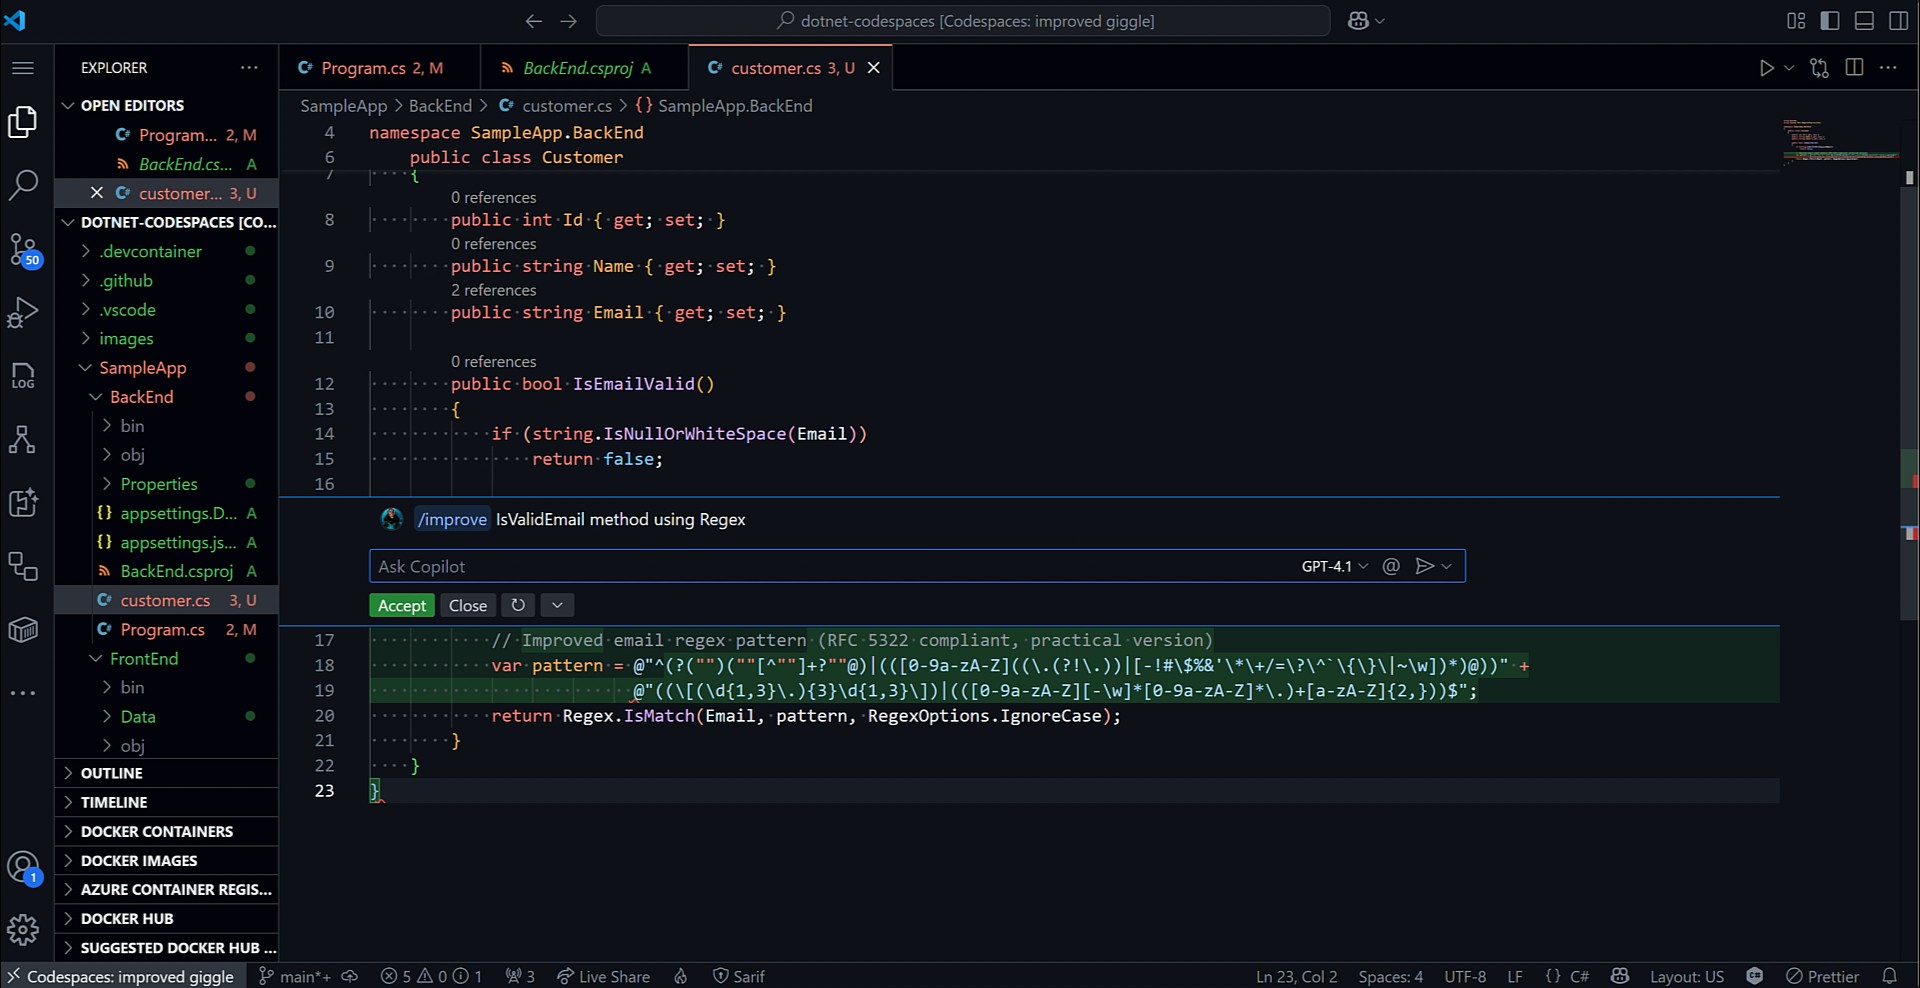 dotnet-codespaces [Codespaces: improved giggle]
EXPLORER
OPEN EDITORS
Program... 2, M
BackEnd.cs... A
customer... 3, U
DOTNET-CODESPACES [CO...
.devcontainer
.github
.vscode
images
SampleApp
BackEnd
bin
obj
Properties
{} appsettings.D... A
{} appsettings.js... A
BackEnd.csproj A
customer.cs 3, U
Program.cs 2, M
FrontEnd
bin
Data
obj
OUTLINE
TIMELINE
DOCKER CONTAINERS
DOCKER IMAGES
AZURE CONTAINER REGIS...
DOCKER HUB
SUGGESTED DOCKER HUB ...
50
LOG
1
Program.cs 2, M
BackEnd.csproj A
customer.cs 3, U
SampleApp > BackEnd > customer.cs > {} SampleApp.BackEnd
4 namespace SampleApp.BackEnd
6 public class Customer
7 {
0 references
8 public int Id { get; set; }
0 references
9 public string Name { get; set; }
2 references
10 public string Email { get; set; }
11
0 references
12 public bool IsEmailValid()
13 {
14 if (string.IsNullOrWhiteSpace(Email))
15 return false;
16
/improve IsValidEmail method using Regex
Ask Copilot
GPT-4.1
@
Accept
Close
17 // Improved email regex pattern (RFC 5322 compliant, practical version)
18 var pattern = @"^(?("")(""[^""]+?""@)|(([0-9a-zA-Z]((\.(?!\.))|[-!#\$%&'\*\+/=\?\^`\{\}\|~\w])*)@))" +
19 @"((\[(\d{1,3}\.){3}\d{1,3}\])|(([0-9a-zA-Z][-\w]*[0-9a-zA-Z]*\.)+[a-zA-Z]{2,}))$";
20 return Regex.IsMatch(Email, pattern, RegexOptions.IgnoreCase);
21 }
22 }
23 }
Codespaces: improved giggle
main*+
5 0 1
3
Live Share
Sarif
Ln 23, Col 2
Spaces: 4
UTF-8
LF
{} C#
Layout: US
Prettier